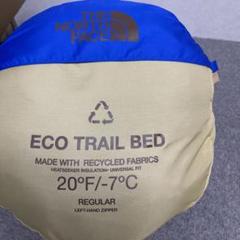 THE
NORTH
FACE
ECO TRAIL BED
MADE WITH RECYCLED FABRICS
HEATSEEKER INSULATION• UNIVERSAL FIT
20°F/-7°C
REGULAR
LEFT-HAND ZIPPER